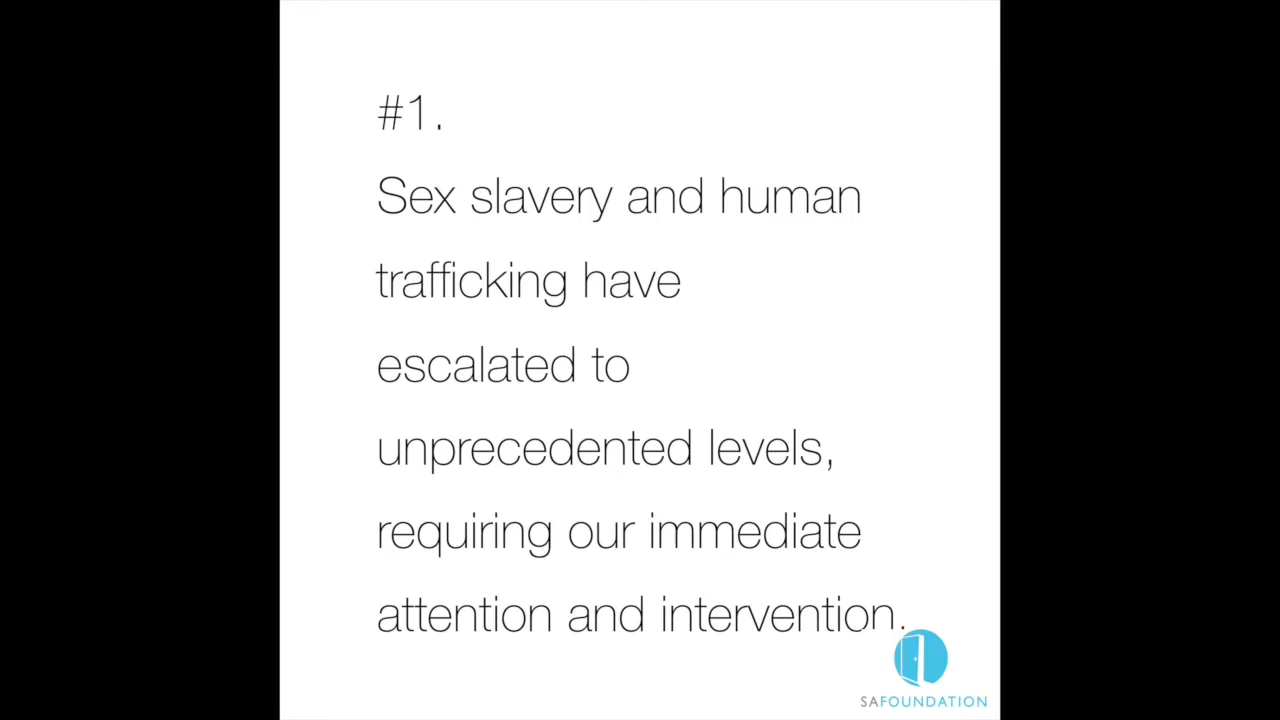 #1.
Sex slavery and human
trafficking have
escalated to
unprecedented levels,
requiring our immediate
attention and intervention.
SAFOUNDATION